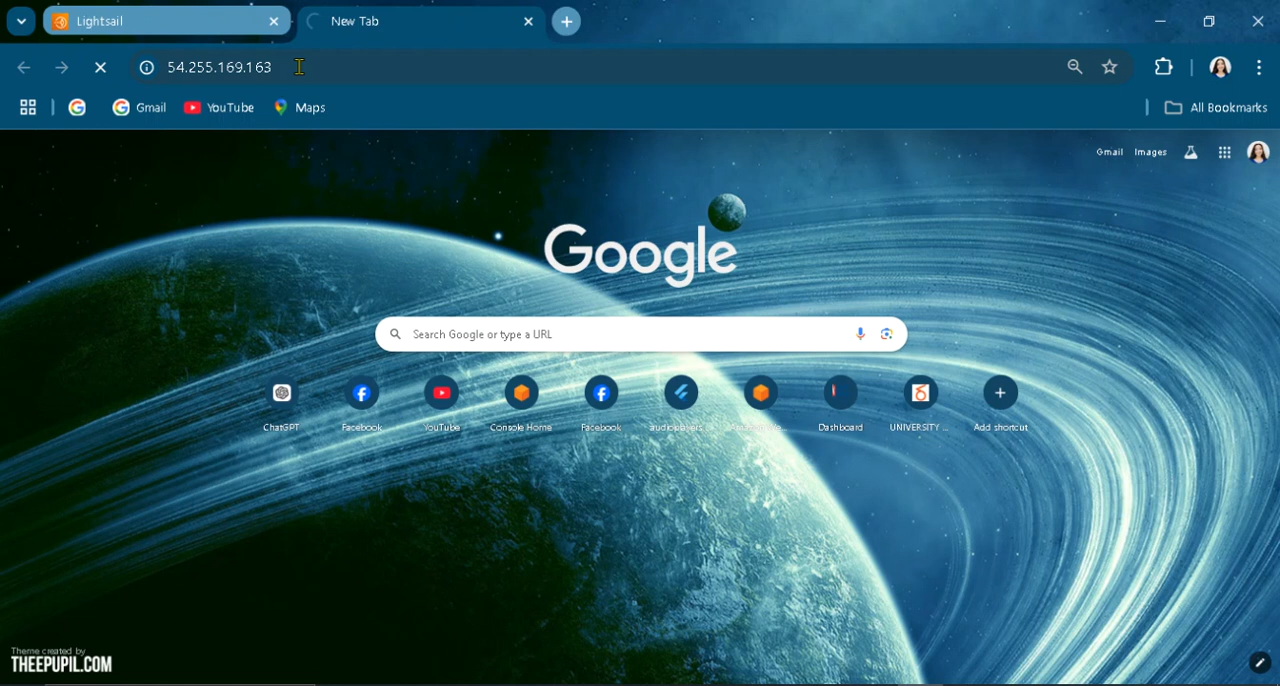 Lightsail
New Tab
54.255.169.163
Gmail
YouTube
Maps
All Bookmarks
Gmail Images
Google
Search Google or type a URL
ChatGPT
Facebook
YouTube
Console Home
Facebook
audioplayers
Dashboard
UNIVERSITY ...
Add shortcut
Theme created by
THEEPUPIL.COM